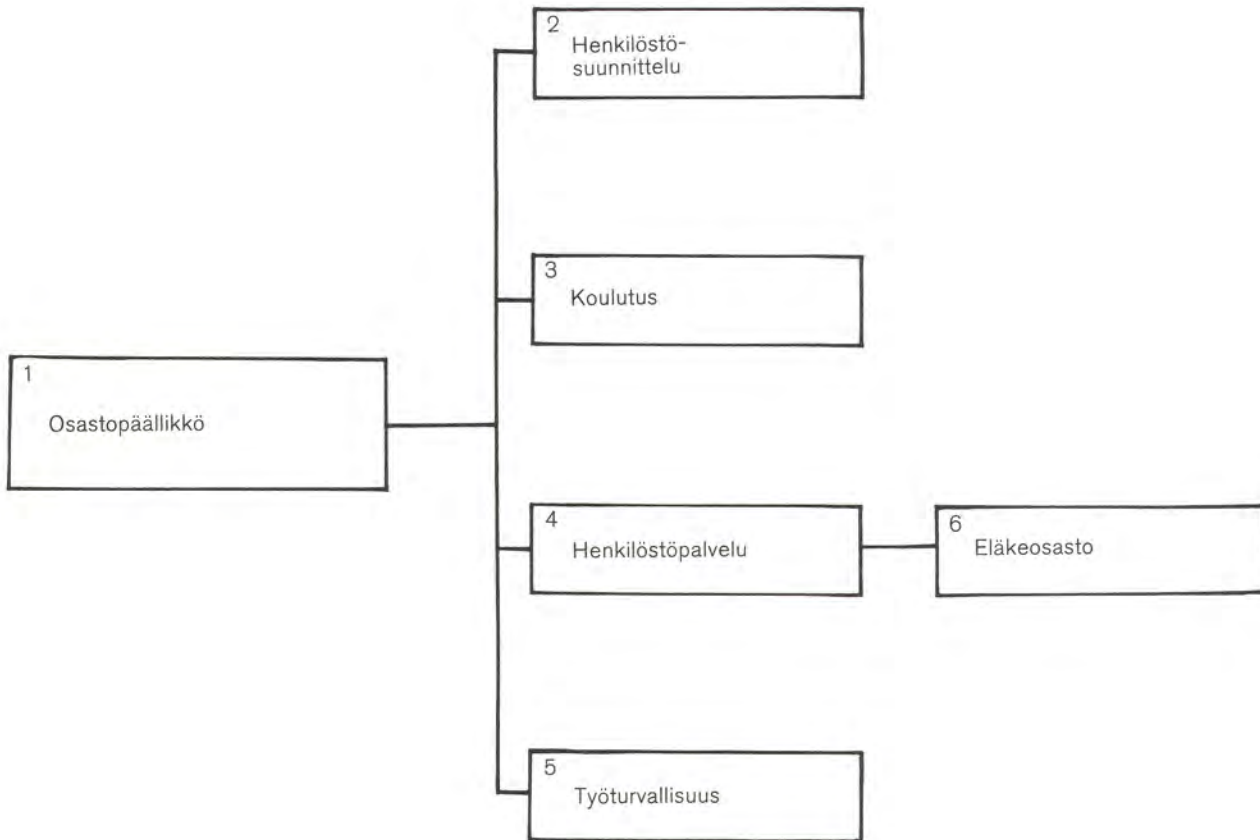 2
Henkilöstö-
suunnittelu
3
Koulutus
1
Osastopäällikkö
4
Henkilöstöpalvelu
6
Eläkeosasto
5
Työturvallisuus